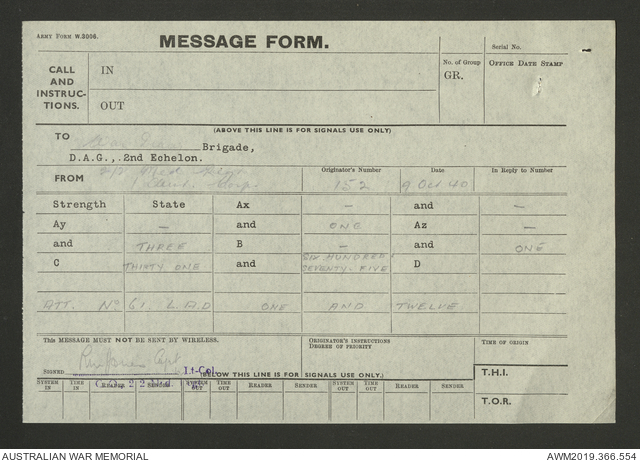 ARMY FORM W.3006.
MESSAGE FORM.
Serial No.
CALL AND INSTRUC-TIONS.
IN
OUT
No. of Group
GR.
OFFICE DATE STAMP
(ABOVE THIS LINE IS FOR SIGNALS USE ONLY)
TO Brigade,
D.A.G., 2nd Echelon.
FROM
Originator's Number
152
Date
9 Oct 40
In Reply to Number
Strength State Ax - and -
Ay - and ONE Az -
and THREE B - and ONE
C THIRTY ONE and SIX HUNDRED SEVENTY-FIVE D
ATT. No 61 L.A.D ONE AND TWELVE
This MESSAGE MUST NOT BE SENT BY WIRELESS.
ORIGINATOR'S INSTRUCTIONS
DEGREE OF PRIORITY
TIME OF ORIGIN
SIGNED Capt Lt-Col.
(BELOW THIS LINE IS FOR SIGNALS USE ONLY.)
T.H.I.
SYSTEM IN TIME IN READER SENDER SYSTEM OUT TIME OUT READER SENDER SYSTEM OUT TIME OUT READER SENDER
T.O.R.
AUSTRALIAN WAR MEMORIAL
AWM2019.366.554